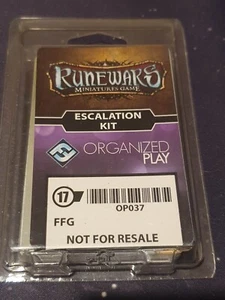 RUNEWARS
MINIATURES GAME
ESCALATION
KIT
ORGANIZED
PLAY
17
OP037
FFG
NOT FOR RESALE